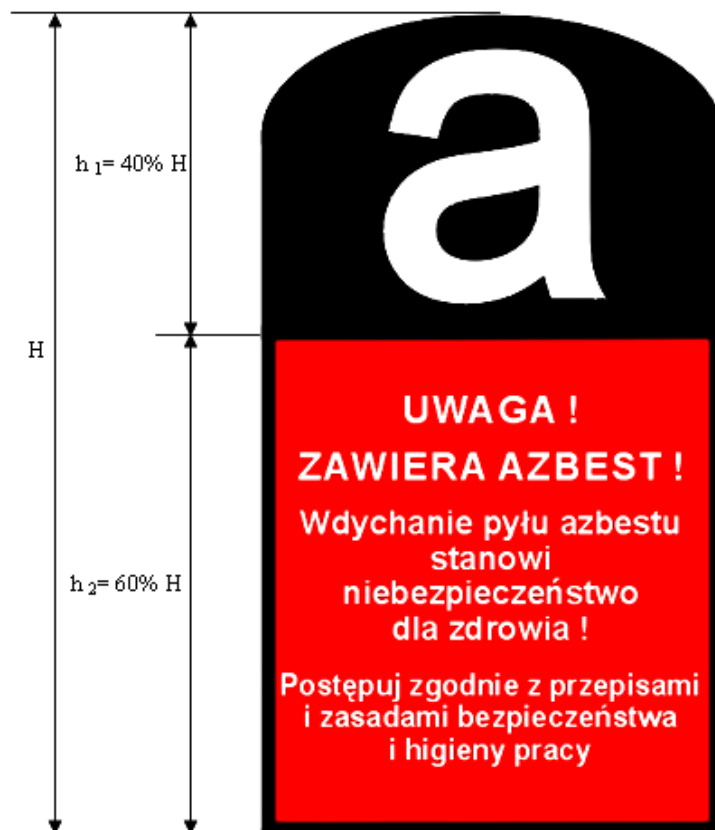 a
h 1= 40% H
H
UWAGA !
ZAWIERA AZBEST !
Wdychanie pyłu azbestu
stanowi
niebezpieczeństwo
dla zdrowia !
h 2= 60% H
Postępuj zgodnie z przepisami
i zasadami bezpieczeństwa
i higieny pracy